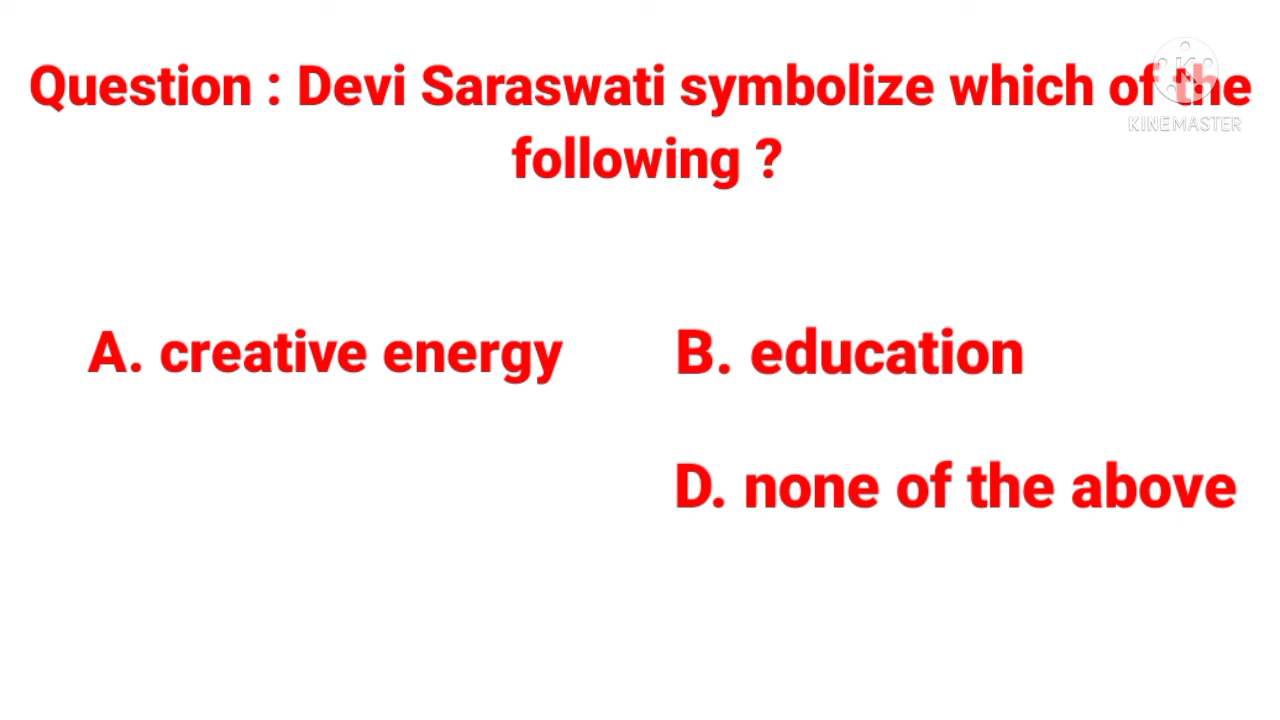 Question : Devi Saraswati symbolize which of the
following ?
KINEMASTER
A. creative energy
B. education
D. none of the above